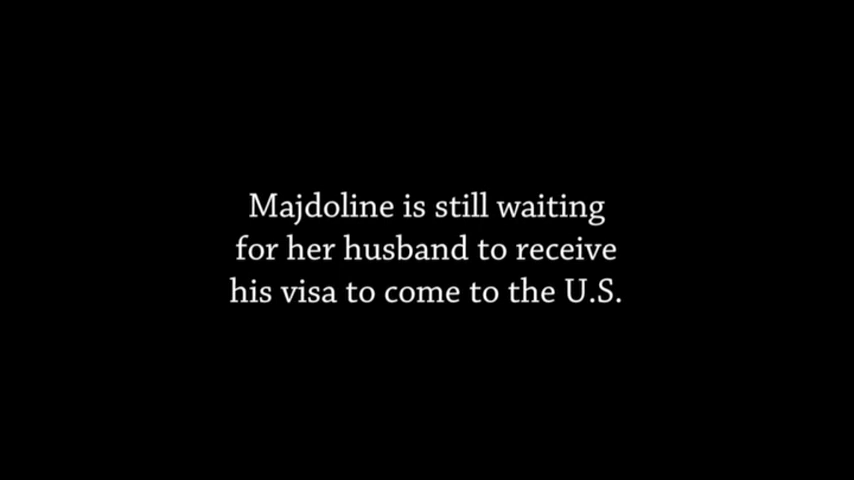 Majdoline is still waiting
for her husband to receive
his visa to come to the U.S.